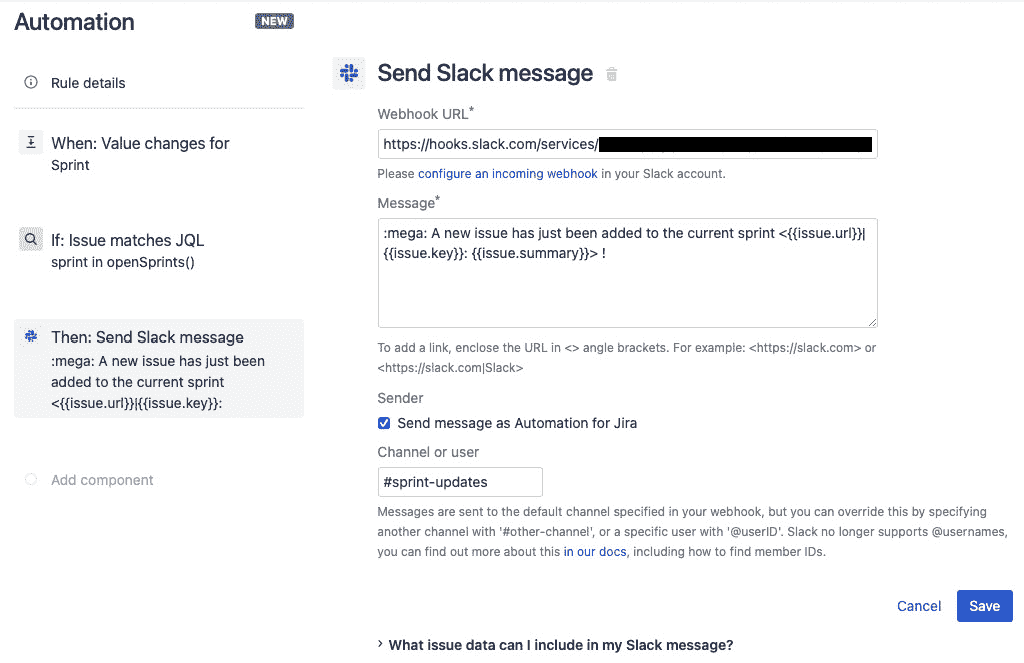 Automation
NEW
Rule details
When: Value changes for
Sprint
If: Issue matches JQL
sprint in openSprints()
Then: Send Slack message
:mega: A new issue has just been
added to the current sprint
<{{issue.url}}|{{issue.key}}:
Add component
Send Slack message
Webhook URL*
https://hooks.slack.com/services/
Please configure an incoming webhook in your Slack account.
Message*
:mega: A new issue has just been added to the current sprint <{{issue.url}}|
{{issue.key}}: {{issue.summary}}> !
To add a link, enclose the URL in <> angle brackets. For example: <https://slack.com> or
<https://slack.com|Slack>
Sender
Send message as Automation for Jira
Channel or user
#sprint-updates
Messages are sent to the default channel specified in your webhook, but you can override this by specifying
another channel with '#other-channel', or a specific user with '@userID'. Slack no longer supports @usernames,
you can find out more about this in our docs, including how to find member IDs.
Cancel
Save
What issue data can I include in my Slack message?